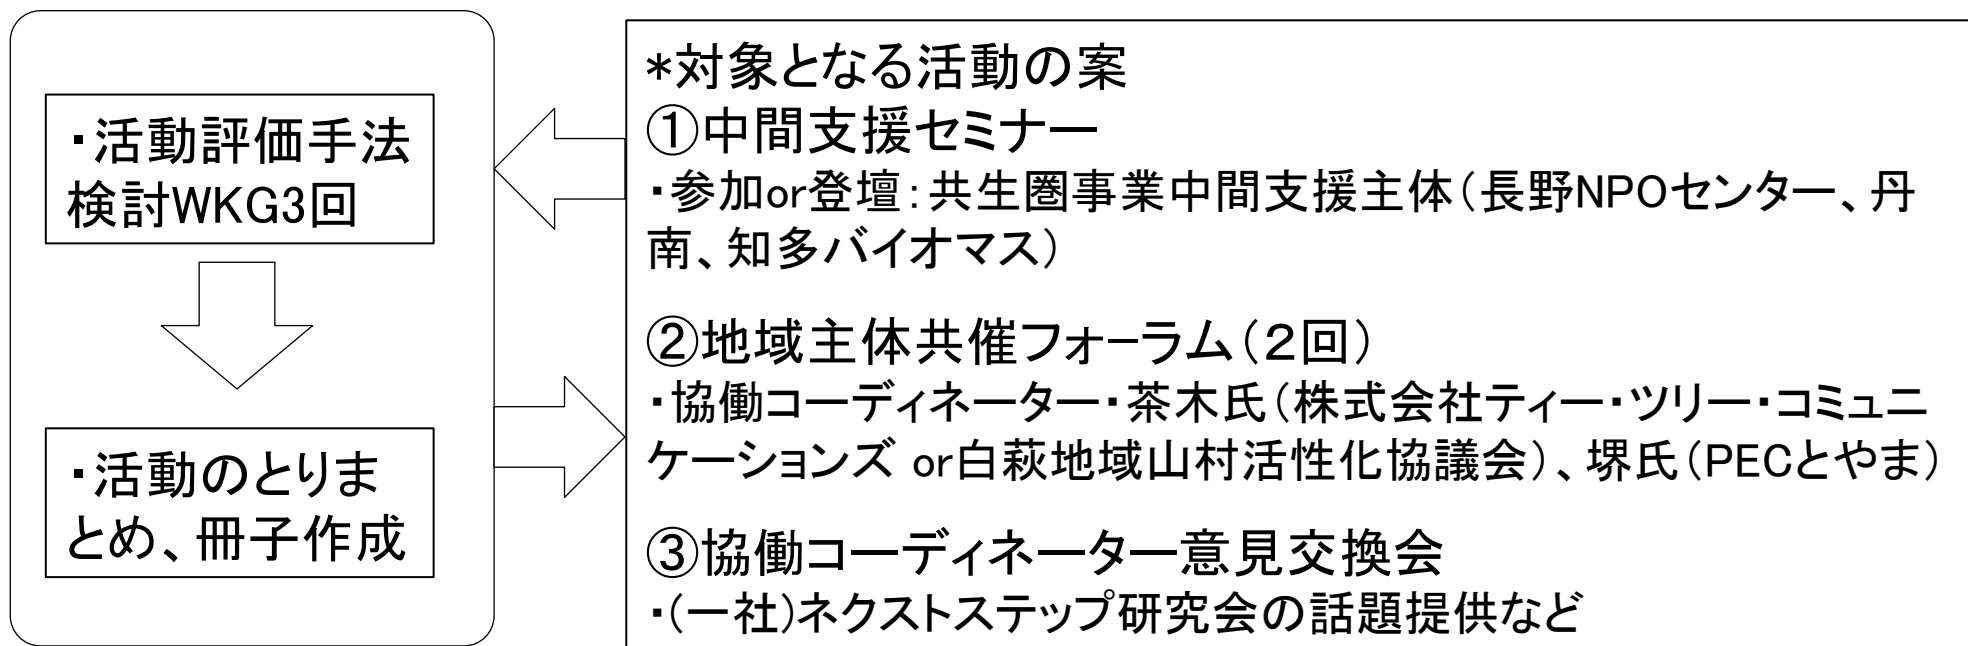 ・活動評価手法
検討WKG3回
・活動のとりま
とめ、冊子作成
*対象となる活動の案
①中間支援セミナー
・参加or登壇：共生圏事業中間支援主体（長野NPOセンター、丹
南、知多バイオマス）
②地域主体共催フォーラム（２回）
・協働コーディネーター・茶木氏（株式会社ティー・ツリー・コミュニ
ケーションズ or白萩地域山村活性化協議会）、堺氏（PECとやま）
③協働コーディネーター意見交換会
・(一社)ネクストステップ研究会の話題提供など